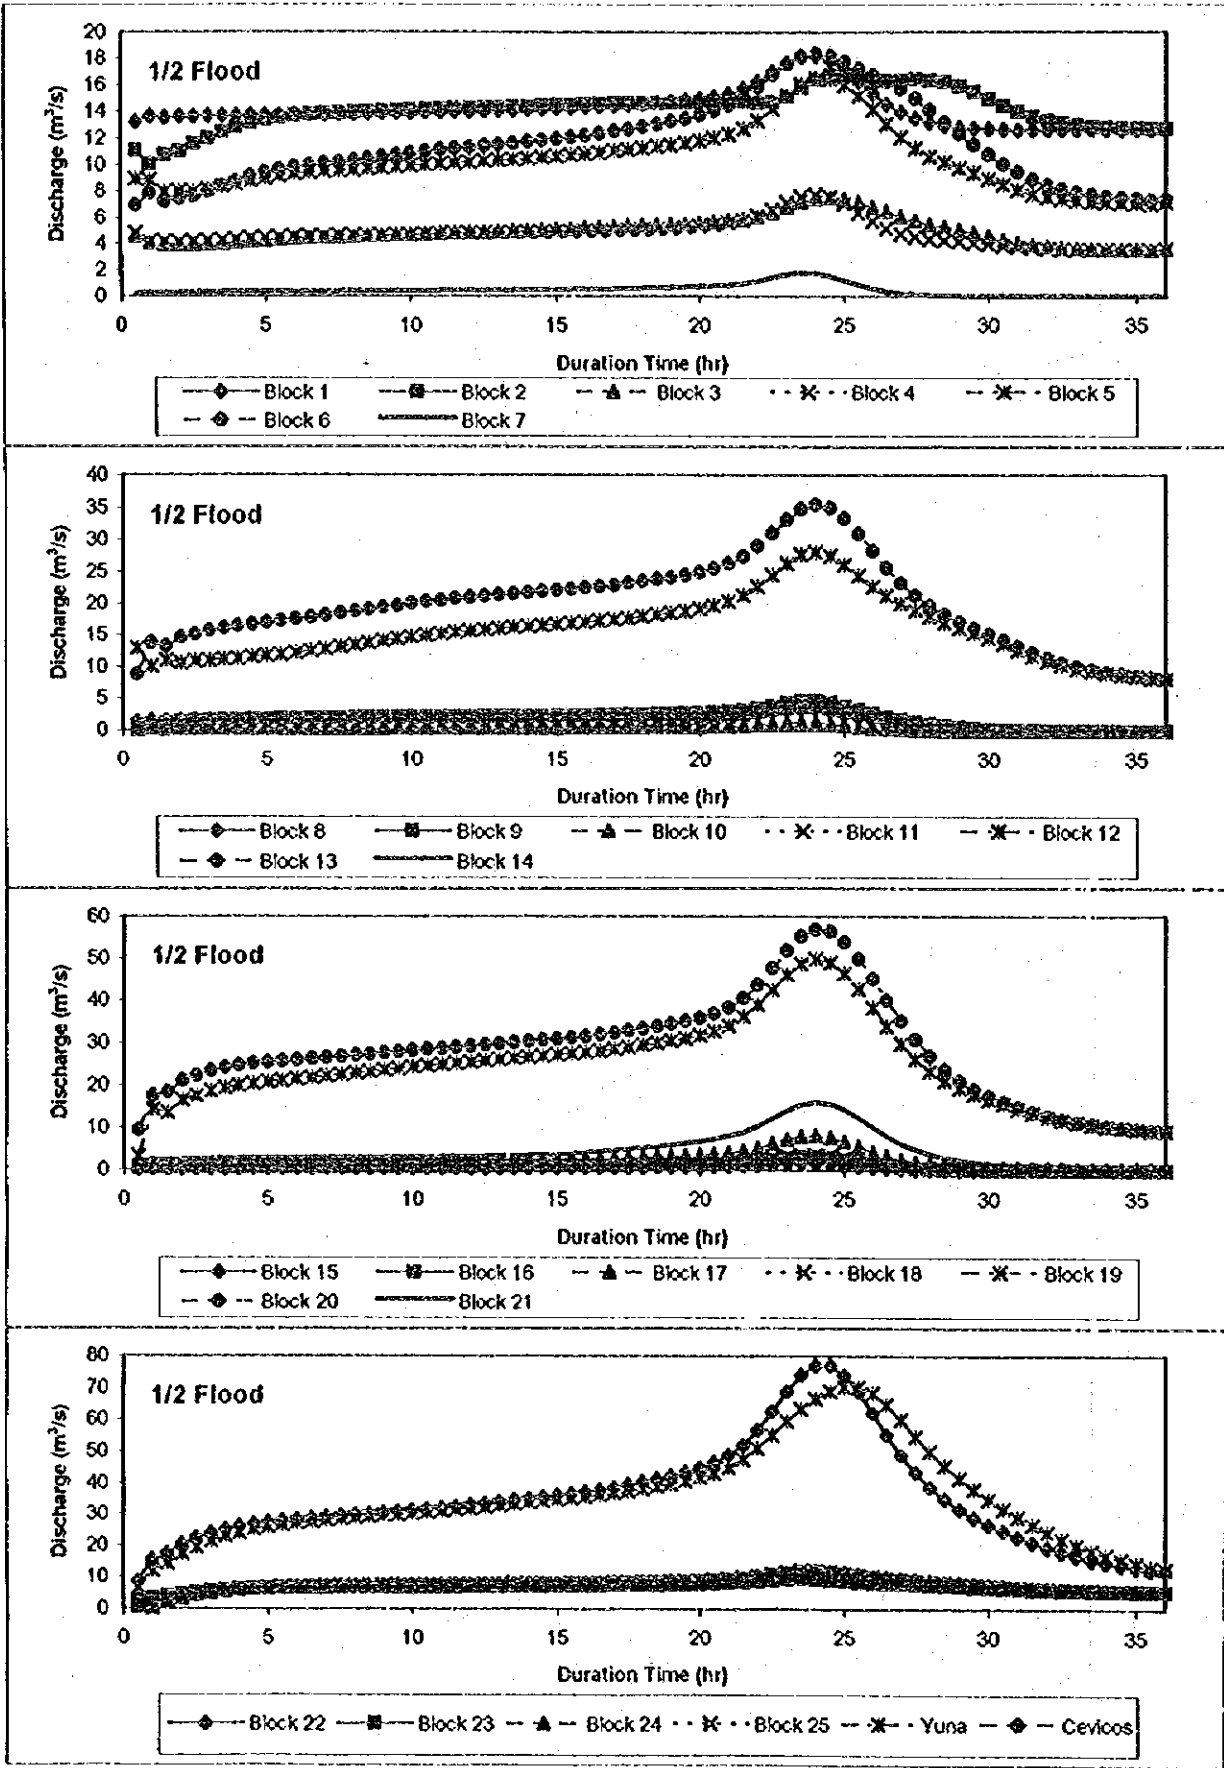 1/2 Flood
Discharge (m³/s)
20
18
16
14
12
10
8
6
4
2
0
0 5 10 15 20 25 30 35
Duration Time (hr)
Block 1 Block 2 Block 3 Block 4 Block 5
Block 6 Block 7
1/2 Flood
Discharge (m³/s)
40
35
30
25
20
15
10
5
0
0 5 10 15 20 25 30 35
Duration Time (hr)
Block 8 Block 9 Block 10 Block 11 Block 12
Block 13 Block 14
1/2 Flood
Discharge (m³/s)
60
50
40
30
20
10
0
0 5 10 15 20 25 30 35
Duration Time (hr)
Block 15 Block 16 Block 17 Block 18 Block 19
Block 20 Block 21
1/2 Flood
Discharge (m³/s)
80
70
60
50
40
30
20
10
0
0 5 10 15 20 25 30 35
Duration Time (hr)
Block 22 Block 23 Block 24 Block 25 Yuna Cevicos